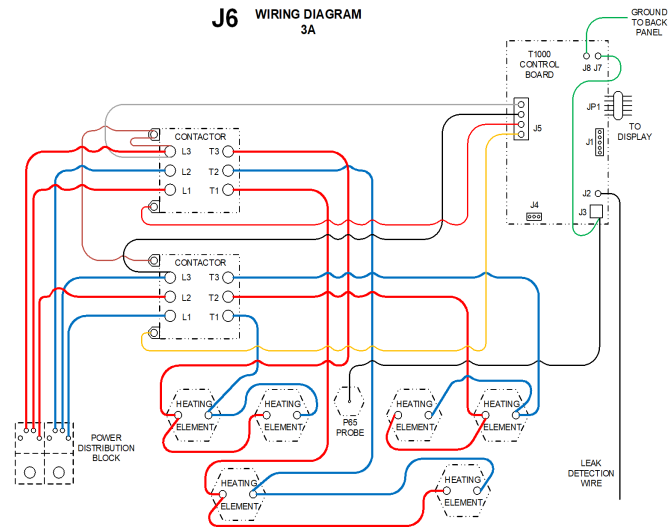 J6 WIRING DIAGRAM
3A
GROUND
TO BACK
PANEL
T1000
CONTROL
BOARD
J8 J7
JP1
TO
DISPLAY
J5
J1
J4
J2
J3
CONTACTOR
L3 T3
L2 T2
L1 T1
CONTACTOR
L3 T3
L2 T2
L1 T1
HEATING
ELEMENT
HEATING
ELEMENT
P65
PROBE
HEATING
ELEMENT
HEATING
ELEMENT
POWER
DISTRIBUTION
BLOCK
HEATING
ELEMENT
HEATING
ELEMENT
LEAK
DETECTION
WIRE